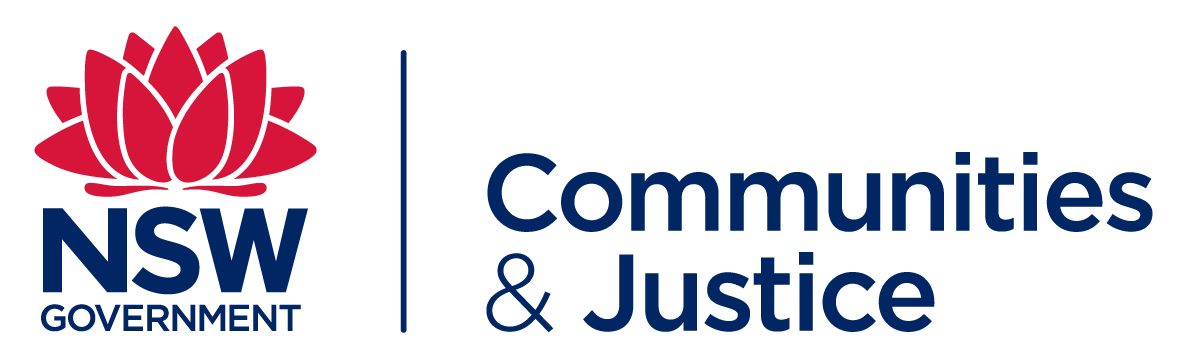 NSW
GOVERNMENT
Communities
& Justice